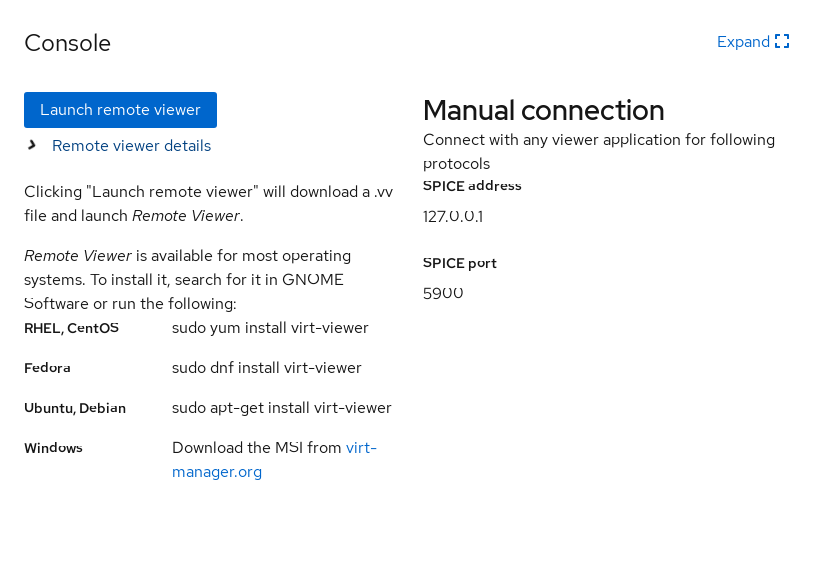 Console
Expand
Launch remote viewer
Remote viewer details
Clicking "Launch remote viewer" will download a .vv
file and launch Remote Viewer.
Remote Viewer is available for most operating
systems. To install it, search for it in GNOME
Software or run the following:
RHEL, CentOS sudo yum install virt-viewer
Fedora sudo dnf install virt-viewer
Ubuntu, Debian sudo apt-get install virt-viewer
Windows Download the MSI from virt-
manager.org
Manual connection
Connect with any viewer application for following
protocols
SPICE address
127.0.0.1
SPICE port
5900